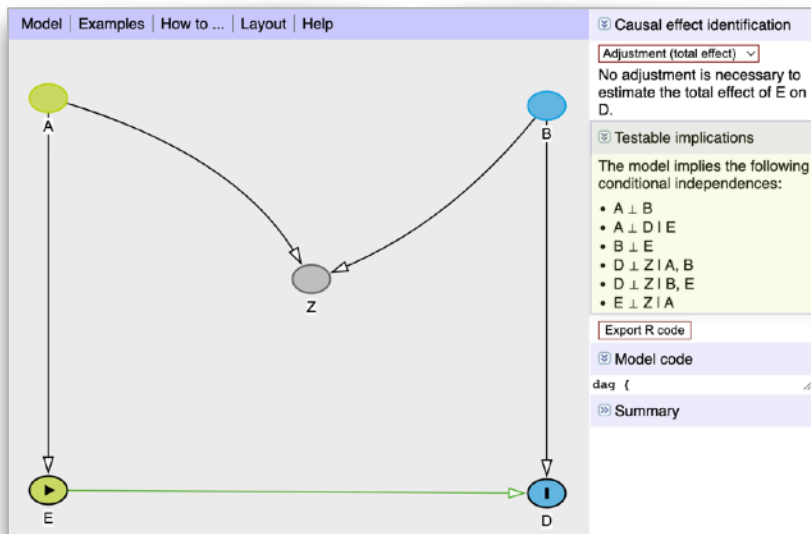 Model | Examples | How to ... | Layout | Help
A
B
Z
E
D
Causal effect identification
Adjustment (total effect)
No adjustment is necessary to
estimate the total effect of E on
D.
Testable implications
The model implies the following
conditional independences:
• A ⊥ B
• A ⊥ D | E
• B ⊥ E
• D ⊥ Z | A, B
• D ⊥ Z | B, E
• E ⊥ Z | A
Export R code
Model code
dag {
Summary